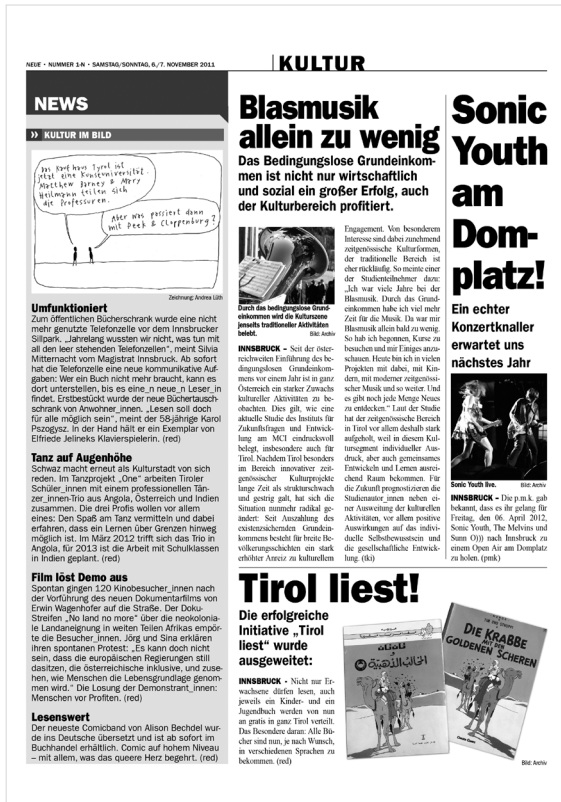 NEUE • NUMMER 1-N • SAMSTAG/SONNTAG, 6./7. NOVEMBER 2011
KULTUR
NEWS
KULTUR IM BILD
Das Kaufhaus Tyrol ist
jetzt eine Kunstuniversität.
Matthew Barney & Mary
Heilmann teilen sich
die Professuren.
Aber was passiert dann
mit Peek & Cloppenburg?
Zeichnung: Andrea Lüth
Umfunktioniert
Zum öffentlichen Bücherschrank wurde eine nicht
mehr genutzte Telefonzelle vor dem Innsbrucker
Sillpark. „Jahrelang wussten wir nicht, was tun mit
all den leer stehenden Telefonzellen“, meint Silvia
Mitternacht vom Magistrat Innsbruck. Ab sofort
hat die Telefonzelle eine neue kommunikative Auf-
gaben: Wer ein Buch nicht mehr braucht, kann es
dort unterstellen, bis es eine_n neue_n Leser_in
findet. Erstbestückt wurde der neue Büchertausch-
schrank von Anwohner_innen. „Lesen soll doch
für alle möglich sein“, meint der 58-jährige Karol
Pszogysz. In der Hand hält er ein Exemplar von
Elfriede Jelineks Klavierspielerin. (red)
Tanz auf Augenhöhe
Schwaz macht erneut als Kulturstadt von sich
reden. Im Tanzprojekt „One“ arbeiten Tiroler
Schüler_innen mit einem professionellen Tän-
zer_innen-Trio aus Angola, Österreich und Indien
zusammen. Die drei Profis wollen vor allem
eines: Den Spaß am Tanz vermitteln und dabei
erfahren, dass ein Lernen über Grenzen hinweg
möglich ist. Im März 2012 trifft sich das Trio in
Angola, für 2013 ist die Arbeit mit Schulklassen
in Indien geplant. (red)
Film löst Demo aus
Spontan gingen 120 Kinobesucher_innen nach
der Vorführung des neuen Dokumentarfilms von
Erwin Wagenhofer auf die Straße. Der Doku-
Streifen „No land no more“ über die neokolonia-
le Landaneignung in weiten Teilen Afrikas empör-
te die Besucher_innen. Jörg und Sina erklären
ihren spontanen Protest: „Es kann doch nicht
sein, dass die europäischen Regierungen still
dasitzen, die österreichische inklusive, und zuse-
hen, wie Menschen die Lebensgrundlage genom-
men wird.“ Die Losung der Demonstrant_innen:
Menschen vor Profiten. (red)
Lesenswert
Der neueste Comicband von Alison Bechdel wur-
de ins Deutsche übersetzt und ist ab sofort im
Buchhandel erhältlich. Comic auf hohem Niveau
– mit allem, was das queere Herz begehrt. (red)
Blasmusik
allein zu wenig
Das Bedingungslose Grundeinkom-
men ist nicht nur wirtschaftlich
und sozial ein großer Erfolg, auch
der Kulturbereich profitiert.
Durch das bedingungslose Grund-
einkommen wird die Kulturszene
jenseits traditioneller Aktivitäten
belebt. Bild: Archiv
INNSBRUCK – Seit der öster-
reichweiten Einführung des be-
dingungslosen Grundeinkom-
mens vor einem Jahr ist in ganz
Österreich ein starker Zuwachs
kultureller Aktivitäten zu be-
obachten. Dies gilt, wie eine
aktuelle Studie des Instituts für
Zukunftsfragen und Entwick-
lung am MCI eindrucksvoll
belegt, insbesondere auch für
Tirol. Nachdem Tirol besonders
im Bereich innovativer zeit-
genössischer Kulturprojekte
lange Zeit als strukturschwach
und gestrig galt, hat sich die
Situation nunmehr radikal ge-
ändert: Seit Auszahlung des
existenzsichernden Grundein-
kommens besteht für breite Be-
völkerungsschichten ein stark
erhöhter Anreiz zu kulturellem
Engagement. Von besonderem
Interesse sind dabei zunehmend
zeitgenössische Kulturformen,
der traditionelle Bereich ist
eher rückläufig. So meinte einer
der Studienteilnehmer dazu:
„Ich war viele Jahre bei der
Blasmusik. Durch das Grund-
einkommen habe ich viel mehr
Zeit für die Musik. Da war mir
Blasmusik allein bald zu wenig.
So hab ich begonnen, Kurse zu
besuchen und mir Einiges anzu-
schauen. Heute bin ich in vielen
Projekten mit dabei, mit Kin-
dern, mit moderner zeitgenössi-
scher Musik und so weiter. Und
es gibt noch jede Menge Neues
zu entdecken.“ Laut der Studie
hat der zeitgenössische Bereich
in Tirol vor allem deshalb stark
aufgeholt, weil in diesem Kul-
tursegment individueller Aus-
druck, aber auch gemeinsames
Entwickeln und Lernen ausrei-
chend Raum bekommen. Für
die Zukunft prognostizieren die
Studienautor_innen neben ei-
ner Ausweitung der kulturellen
Aktivitäten, vor allem positive
Auswirkungen auf das individ-
uelle Selbstbewusstsein und
die gesellschaftliche Entwick-
lung. (tki)
Sonic
Youth
am
Dom-
platz!
Ein echter
Konzertknaller
erwartet uns
nächstes Jahr
Sonic Youth live. Bild: Archiv
INNSBRUCK – Die p.m.k. gab
bekannt, dass es ihr gelang für
Freitag, den 06. April 2012,
Sonic Youth, The Melvins und
Sunn O))) nach Innsbruck zu
einem Open Air am Domplatz
zu holen. (pmk)
Tirol liest!
Die erfolgreiche
Initiative „Tirol
liest“ wurde
ausgeweitet:
INNSBRUCK - Nicht nur Er-
wachsene dürfen lesen, auch
jeweils ein Kinder- und ein
Jugendbuch werden von nun
an gratis in ganz Tirol verteilt.
Das Besondere daran: Alle Bü-
cher sind nun, je nach Wunsch,
in verschiedenen Sprachen zu
bekommen. (red)
DIE KRABBE
MIT DEN
GOLDENEN SCHEREN
Bild: Archiv